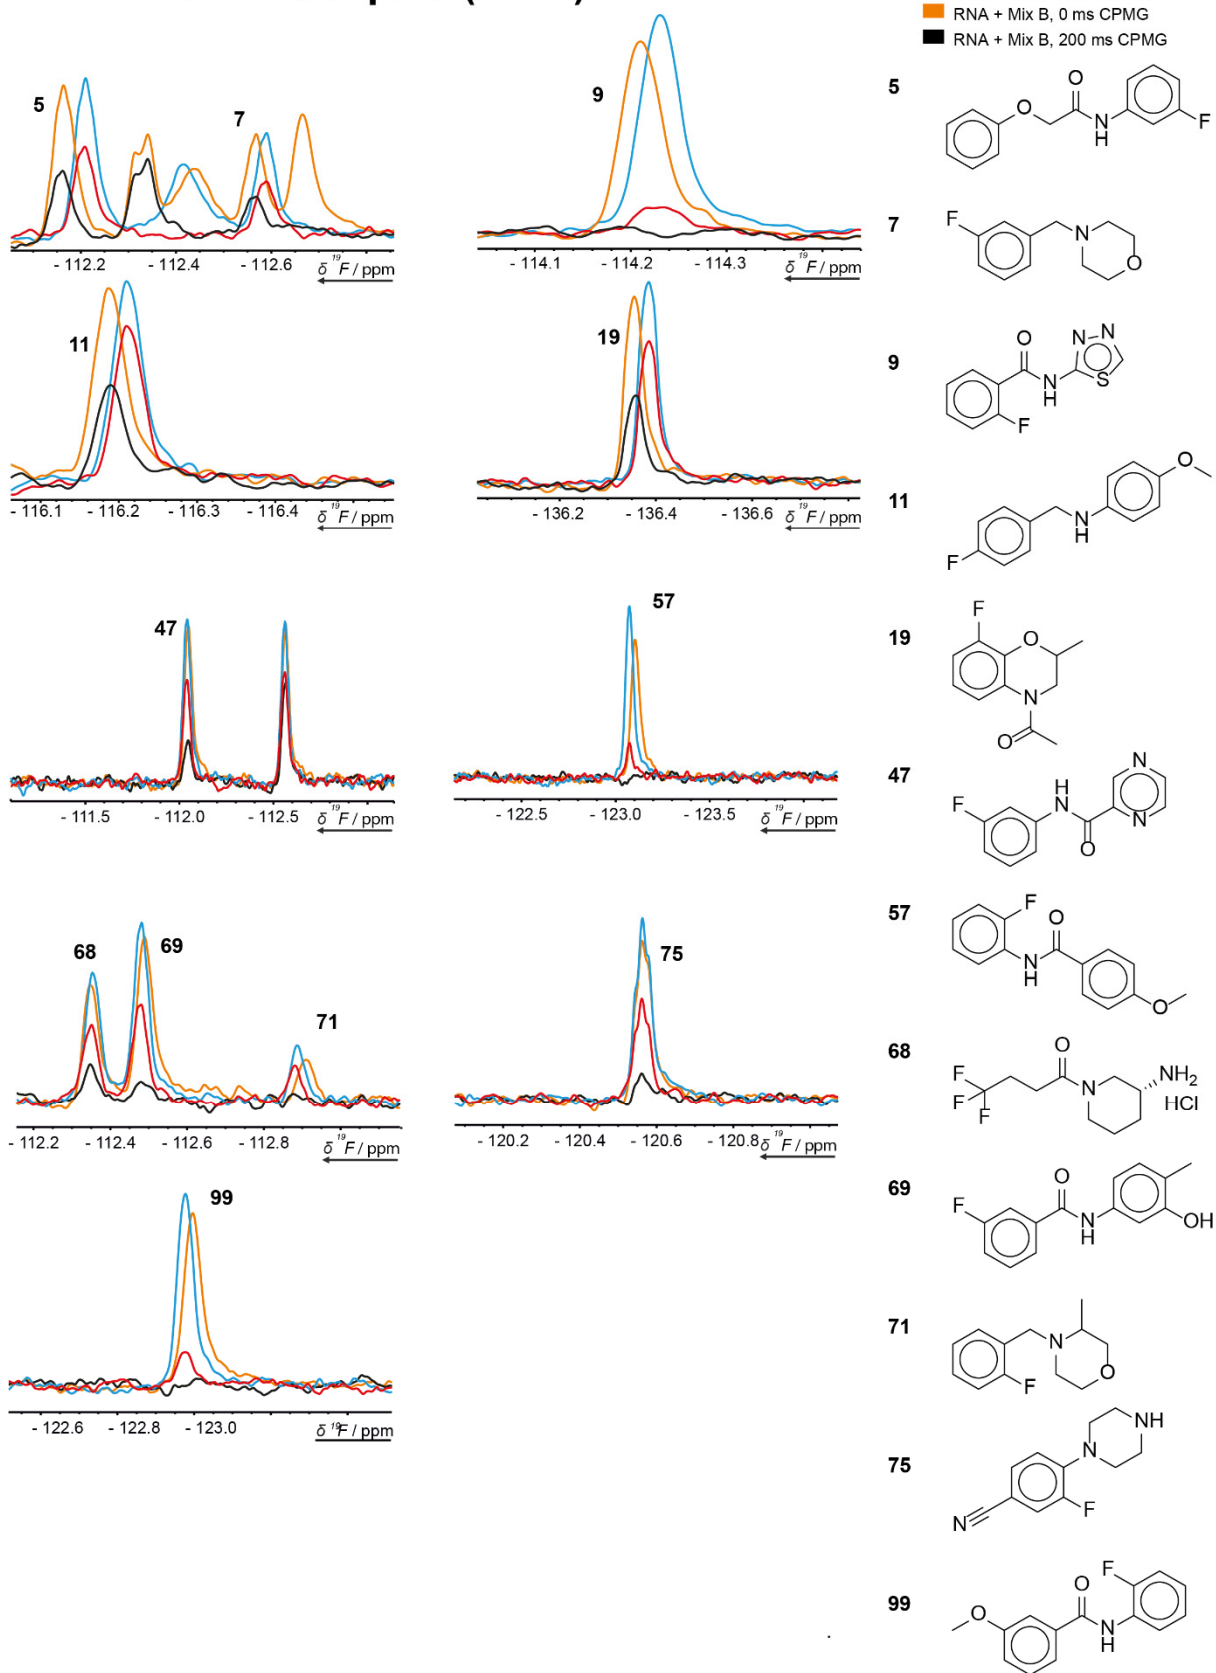 RNA + Mix B, 0 ms CPMG
RNA + Mix B, 200 ms CPMG
5
7
- 112.2 - 112.4 - 112.6
δ 19F / ppm
9
- 114.1 - 114.2 - 114.3
δ 19F / ppm
5
O
O
N
H
F
7
F
N
O
11
- 116.1 - 116.2 - 116.3 - 116.4
δ 19F / ppm
19
- 136.2 - 136.4 - 136.6
δ 19F / ppm
9
O
N N
N
H
S
F
11
O
N
H
F
47
- 111.5 - 112.0 - 112.5
δ 19F / ppm
57
- 122.5 - 123.0 - 123.5
δ 19F / ppm
19
F
O
N
O
47
F
H
N
O
N
N
57
F
O
N
H
O
68
69
71
- 112.2 - 112.4 - 112.6 - 112.8
δ 19F / ppm
75
- 120.2 - 120.4 - 120.6 - 120.8
δ 19F / ppm
68
O
F
F
F
N
NH2
HCl
69
F
O
N
H
OH
99
- 122.6 - 122.8 - 123.0
δ 19F / ppm
71
N
O
F
75
NH
N
F
N
99
O
O
N
H
F